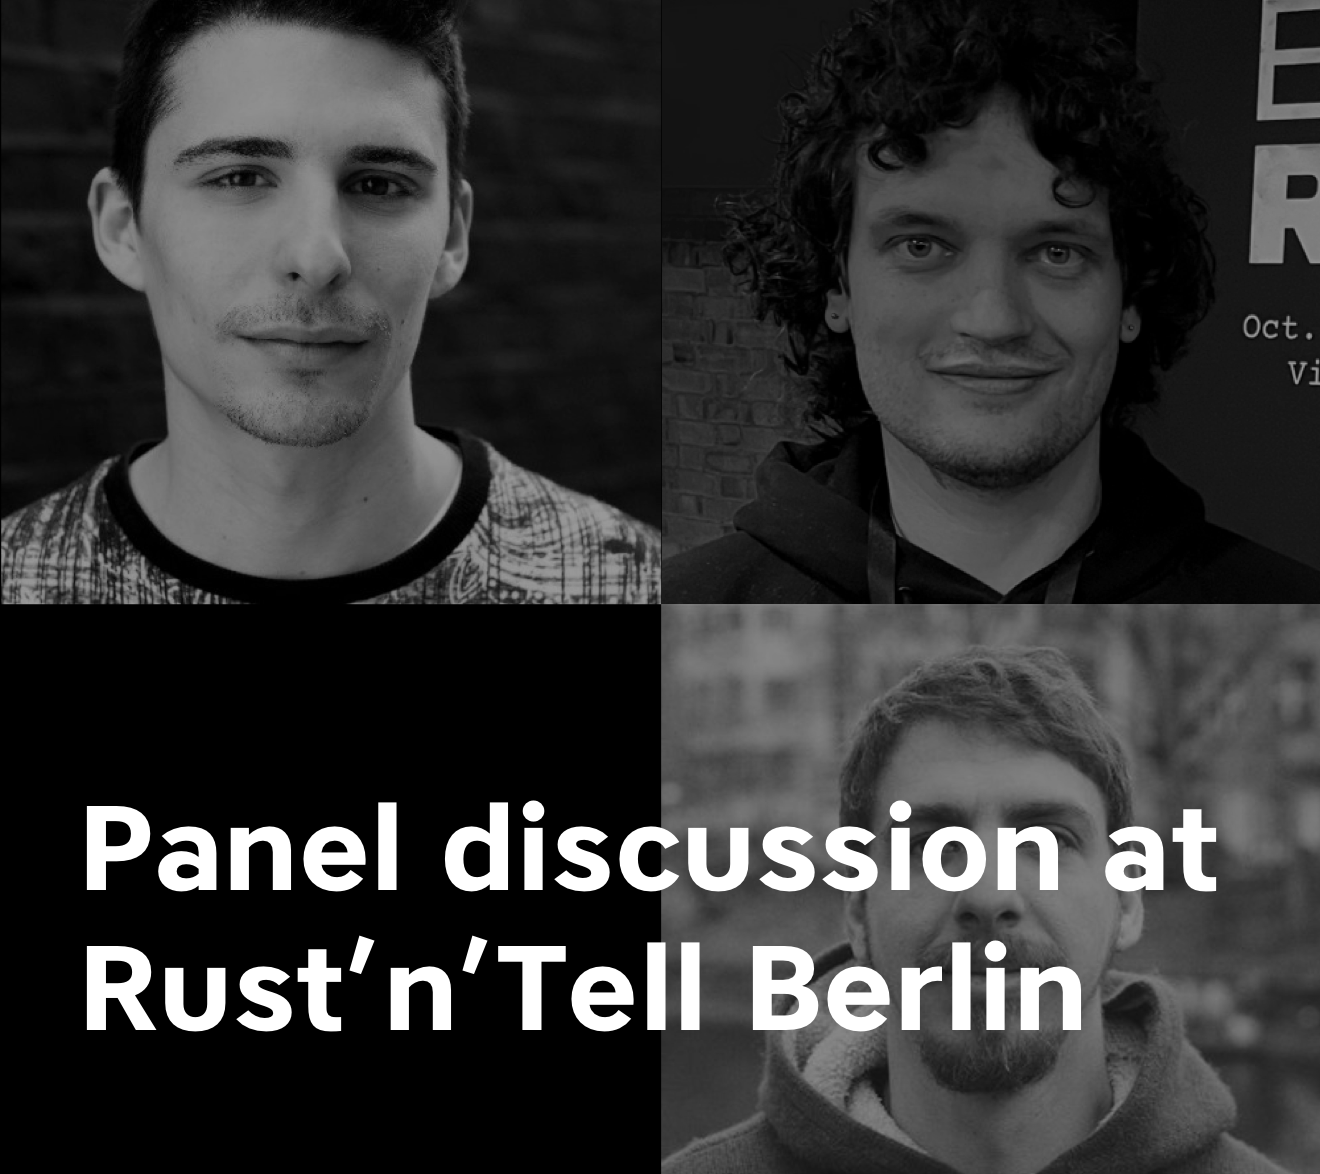 E
R
Oct.
Vi
Panel discussion at
Rust’n’Tell Berlin